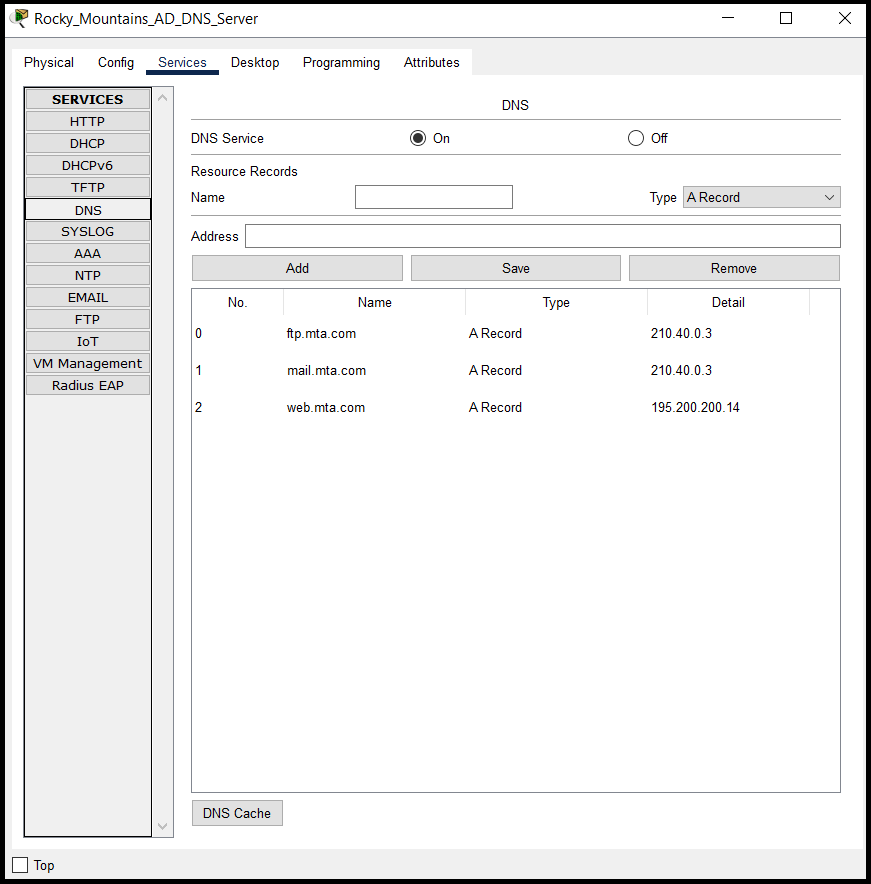 Rocky_Mountains_AD_DNS_Server
Physical Config Services Desktop Programming Attributes
SERVICES
HTTP
DHCP
DHCPv6
TFTP
DNS
SYSLOG
AAA
NTP
EMAIL
FTP
IoT
VM Management
Radius EAP
DNS
DNS Service On Off
Resource Records
Name Type A Record
Address
Add Save Remove
No. Name Type Detail
0 ftp.mta.com A Record 210.40.0.3
1 mail.mta.com A Record 210.40.0.3
2 web.mta.com A Record 195.200.200.14
DNS Cache
Top